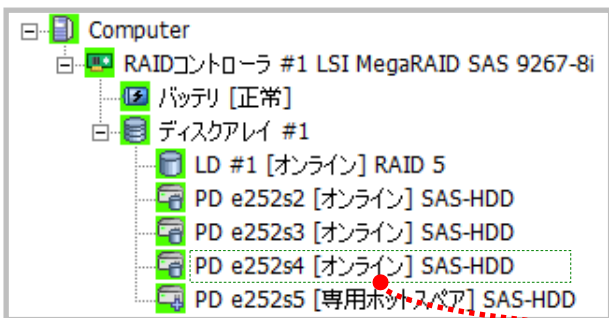 Computer
RAIDコントローラ #1 LSI MegaRAID SAS 9267-8i
バッテリ [正常]
ディスクアレイ #1
LD #1 [オンライン] RAID 5
PD e252s2 [オンライン] SAS-HDD
PD e252s3 [オンライン] SAS-HDD
PD e252s4 [オンライン] SAS-HDD
PD e252s5 [専用ホットスペア] SAS-HDD